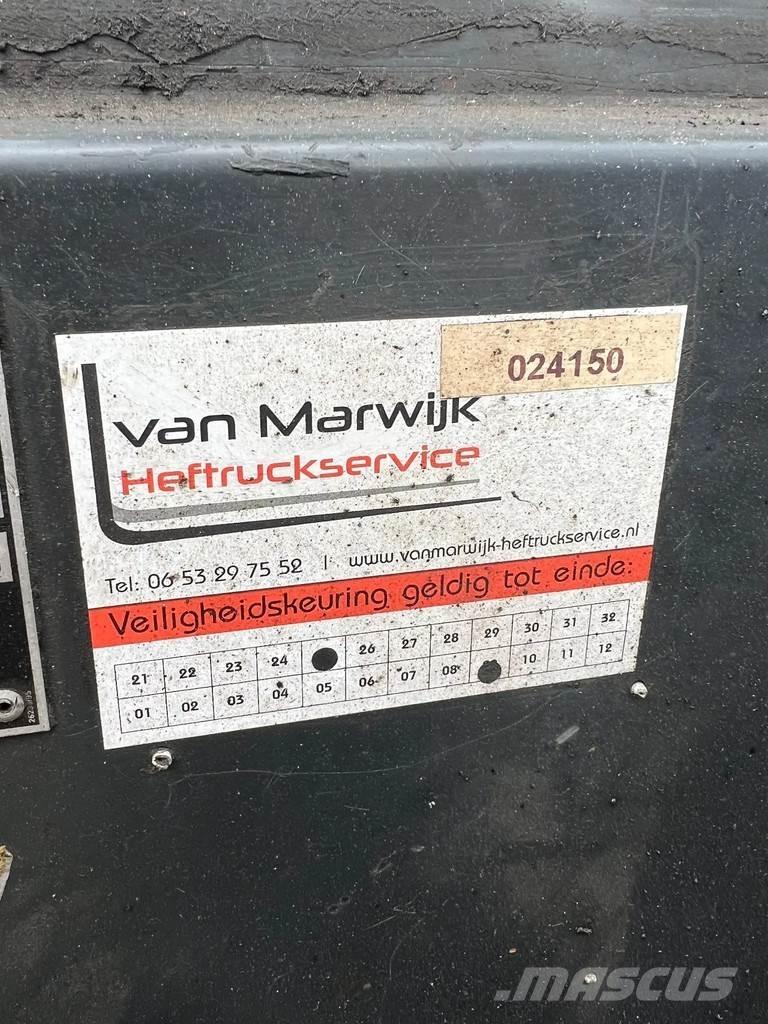 024150
van Marwijk
Heftruckservice
Tel: 06 53 29 75 52 | www.vanmarwijk-heftruckservice.nl
Veiligheidskeuring geldig tot einde:
21 22 23 24 26 27 28 29 30 31 32
01 02 03 04 05 06 07 08 10 11 12
MASCUS